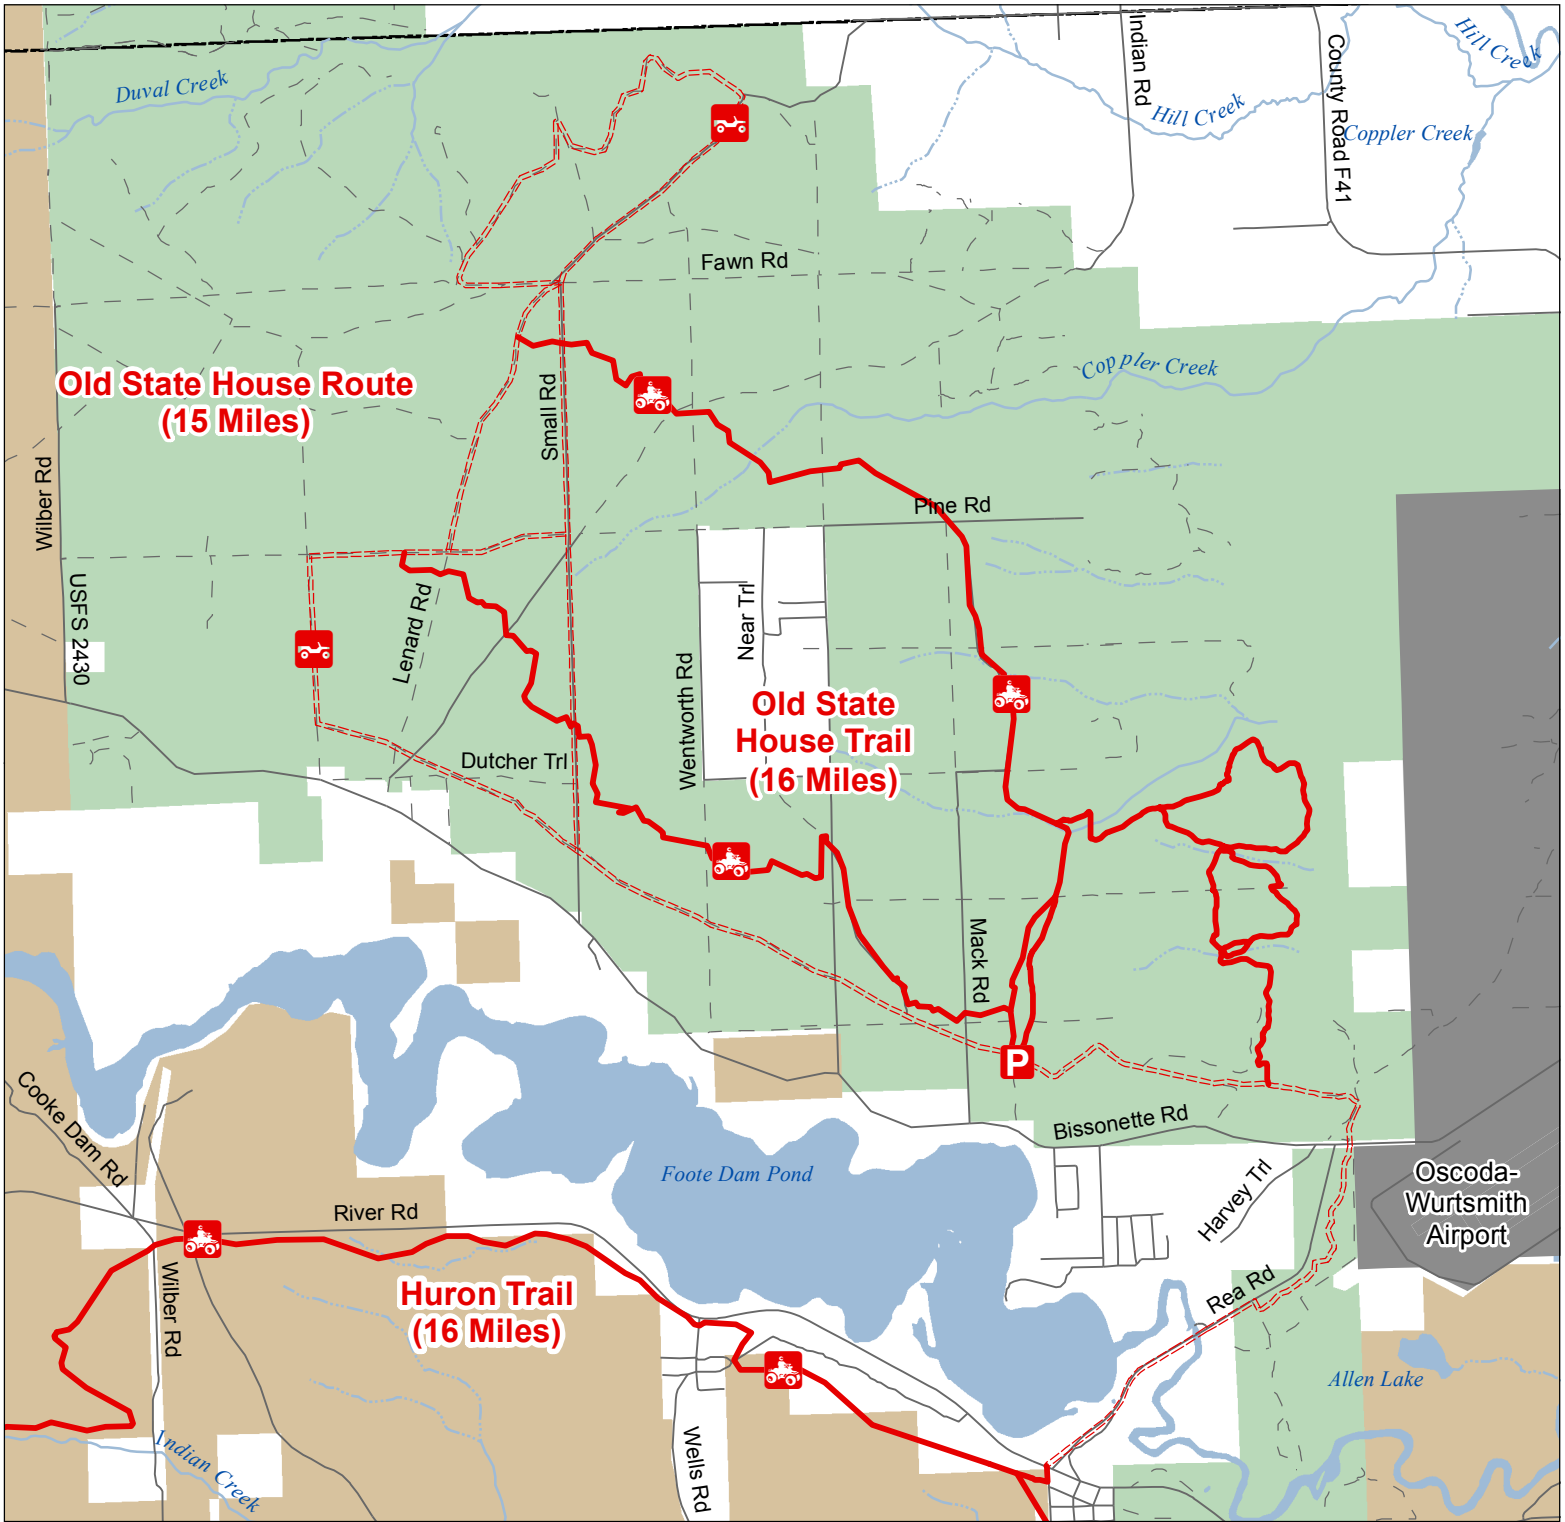 Duval Creek
Indian Rd
Hill Creek
County Road F41
Hill Creek
Coppler Creek
Fawn Rd
Old State House Route
(15 Miles)
Small Rd
Coppler Creek
Wilber Rd
Pine Rd
USFS 2430
Lenard Rd
Near Trl
Wentworth Rd
Old State
House Trail
(16 Miles)
Dutcher Trl
Mack Rd
P
Cooke Dam Rd
Bissonette Rd
Foote Dam Pond
Harvey Trl
Oscoda-
Wurtsmith
Airport
River Rd
Wilber Rd
Huron Trail
(16 Miles)
Rea Rd
Allen Lake
Indian Creek
Wells Rd